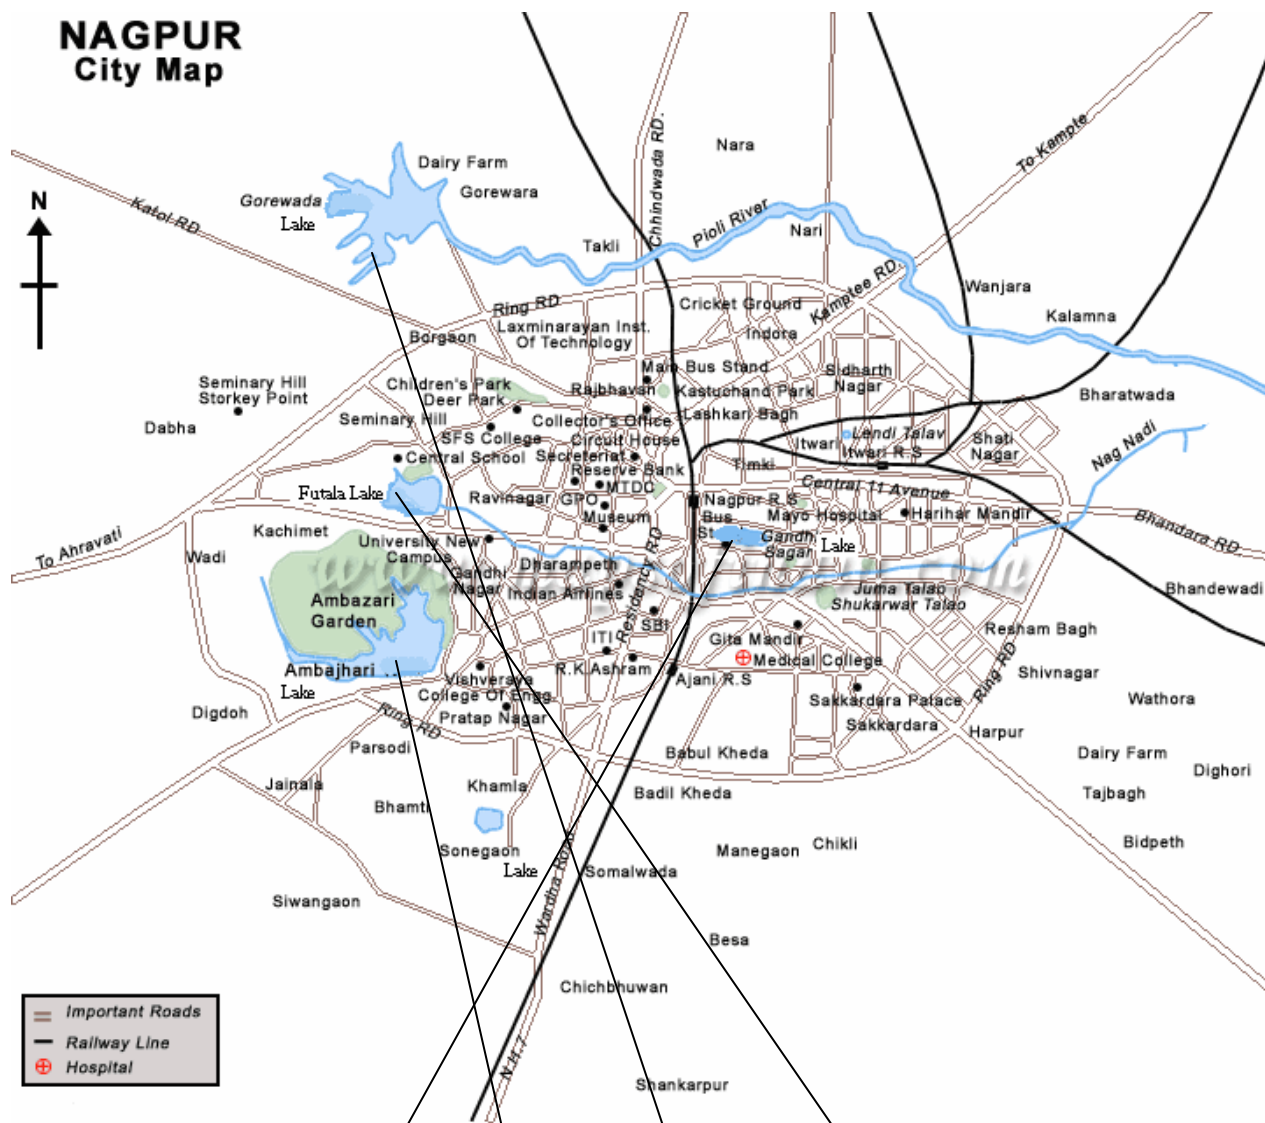 NAGPUR
City Map
N
Nara
To Kampte
Chhindwada RD.
Dairy Farm
Gorewara
Gorewada
Lake
Katol RD
Pioli River
Nari
Takli
Wanjara
Kalamna
Kamptee RD.
Ring RD
Cricket Ground
Indora
Laxminarayan Inst.
Of Technology
Borgaon
Main Bus Stand
Sidharth
Nagar
Seminary Hill
Storkey Point
Children's Park
Deer Park
Rajbhavan
Kastuchand Park
Bharatwada
Dabha
Seminary Hill
Collector's Office
Lashkari Bagh
Lendi Talav
SFS College
Circuit House
Itwari
Itwari R.S
Shati
Nagar
Nag Nadi
Central School
Secreteriat
Reserve Bank
Timki
MTDC
Central 11 Avenue
Futala Lake
Ravinagar
GPO
Nagpur R.S
Museum
Bus
St
Mayo Hospital
Harihar Mandir
Bhandara RD
To Ahravati
Kachimet
University New
Campus
Gandhi
Sagar
Lake
Wadi
Dharampeth
Residency RD
Gandhi
Nagar
Indian Airlines
Juma Talao
Shukarwar Talao
Bhandewadi
Ambazari
Garden
SBI
ITI
Gita Mandir
Resham Bagh
Ambajhari ..
Lake
R.K.Ashram
Medical College
Ajani R.S
Shivnagar
Vishveraya
College Of Engg.
Pratap Nagar
Sakkardara Palace
Sakkardara
Ring RD
Wathora
Digdoh
Ring RD
Harpur
Parsodi
Babul Kheda
Dairy Farm
Dighori
Jainala
Khamla
Badil Kheda
Tajbagh
Bhamti
Bidpeth
Sonegaon
Lake
Manegaon
Chikli
Wardha Road
Somalwada
Siwangaon
Besa
Chichbhuwan
N.H.7
Shankarpur
Important Roads
Railway Line
Hospital